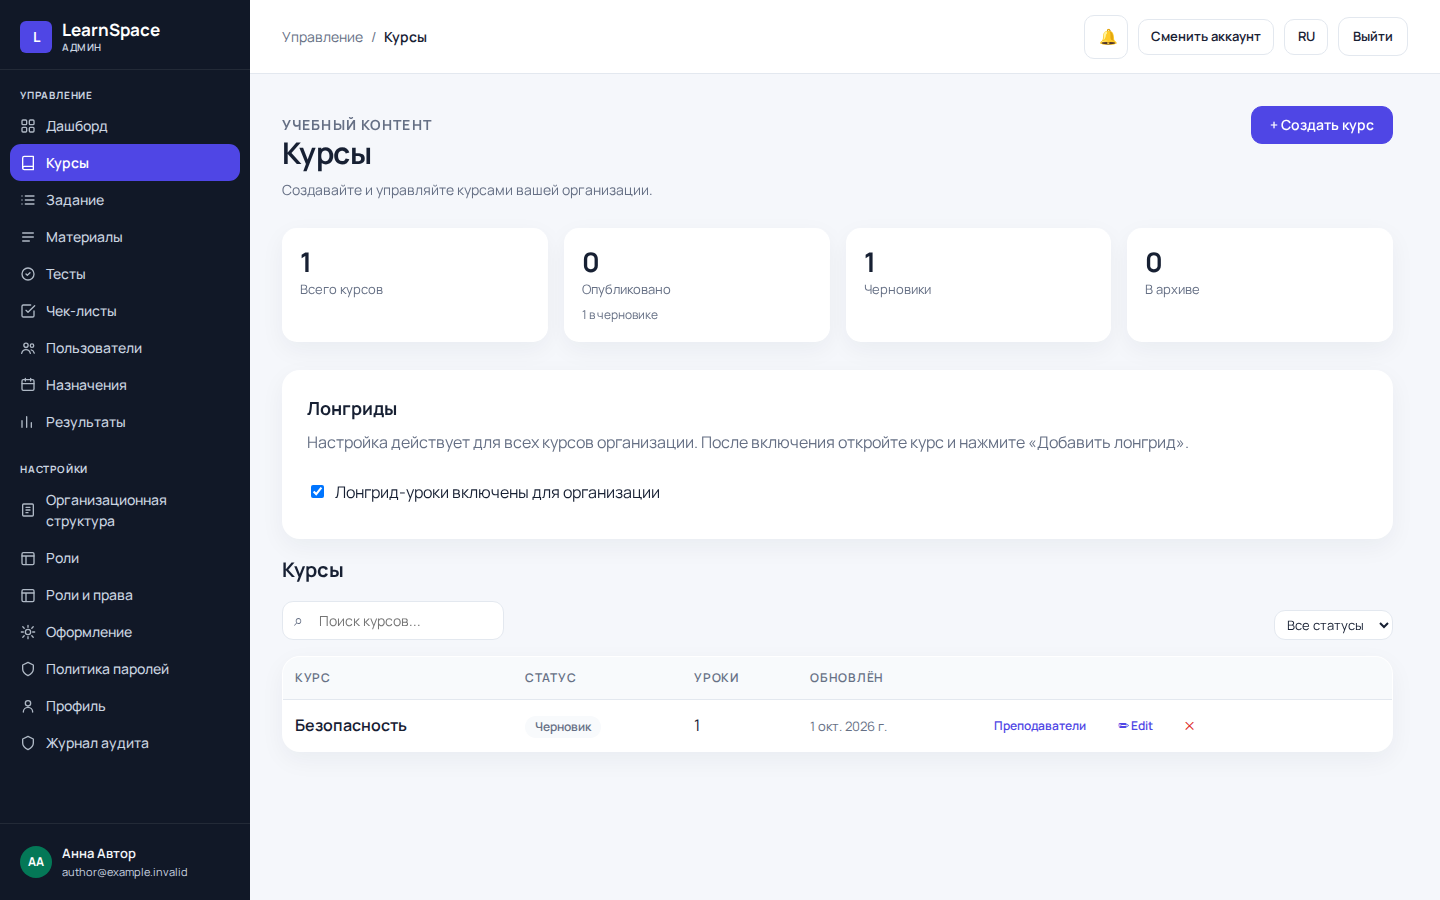 L
LearnSpace
АДМИН
УПРАВЛЕНИЕ
Дашборд
Курсы
Задание
Материалы
Тесты
Чек-листы
Пользователи
Назначения
Результаты
НАСТРОЙКИ
Организационная
структура
Роли
Роли и права
Оформление
Политика паролей
Профиль
Журнал аудита
AA
Анна Автор
author@example.invalid
Управление / Курсы
Сменить аккаунт
RU
Выйти
УЧЕБНЫЙ КОНТЕНТ
Курсы
Создавайте и управляйте курсами вашей организации.
+ Создать курс
1
Всего курсов
0
Опубликовано
1 в черновике
1
Черновики
0
В архиве
Лонгриды
Настройка действует для всех курсов организации. После включения откройте курс и нажмите «Добавить лонгрид».
Лонгрид-уроки включены для организации
Курсы
Поиск курсов...
Все статусы
КУРС СТАТУС УРОКИ ОБНОВЛЁН
Безопасность Черновик 1 1 окт. 2026 г. Преподаватели ✏ Edit ✕